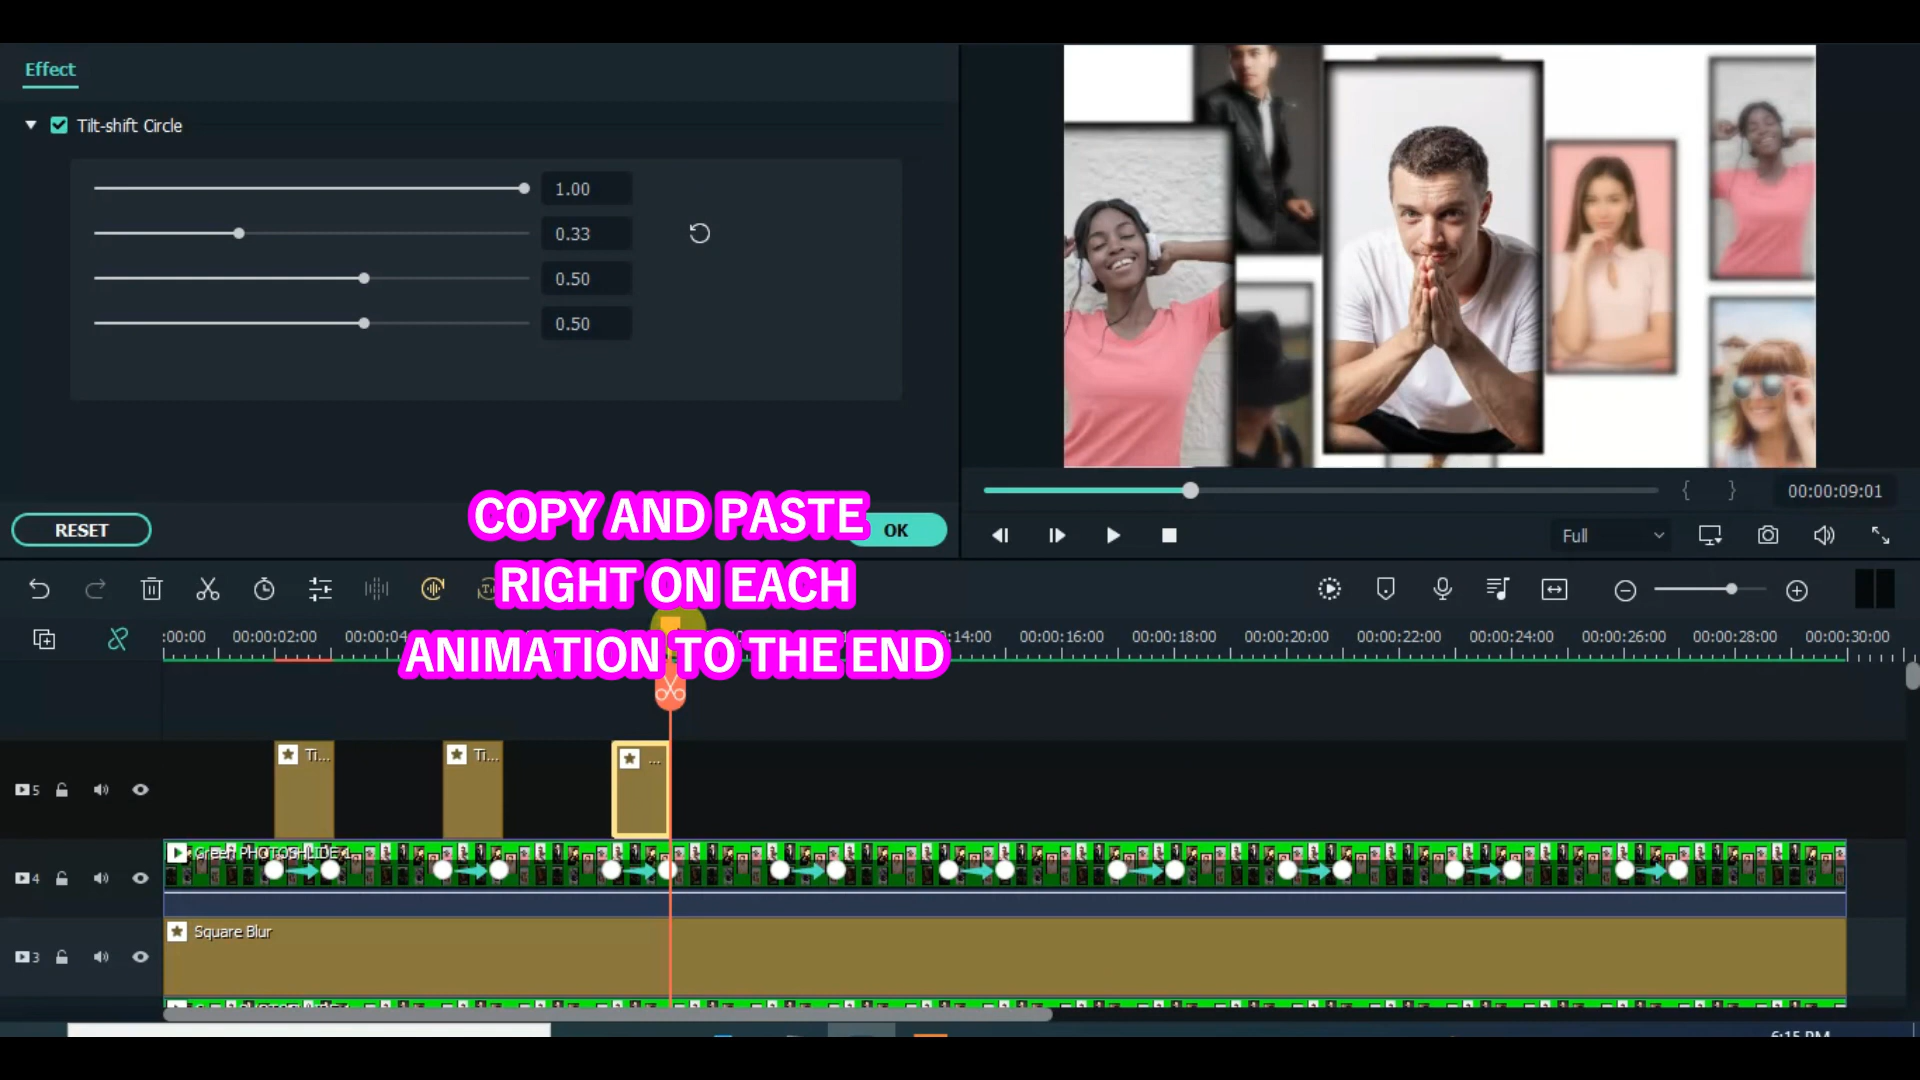 Effect
Tilt-shift Circle
1.00
0.33
0.50
0.50
RESET
OK
COPY AND PASTE
RIGHT ON EACH
ANIMATION TO THE END
{ }
00:00:09:01
Full
:00:00 00:00:02:00 00:00:04 14:00 00:00:16:00 00:00:18:00 00:00:20:00 00:00:22:00 00:00:24:00 00:00:26:00 00:00:28:00 00:00:30:00
5
Ti... Ti... ...
4
Green PHOTOSHLIDE 1
3
Square Blur
6:15 PM